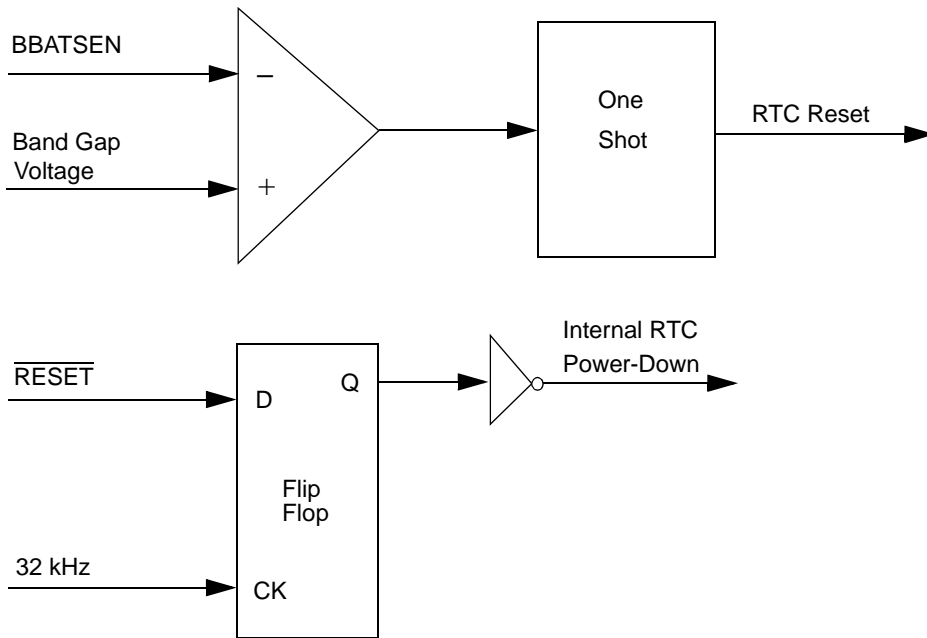 BBATSEN
−
Band Gap
Voltage
+
One
Shot
RTC Reset
RESET
D
Q
Flip
Flop
32 kHz
CK
Internal RTC
Power-Down